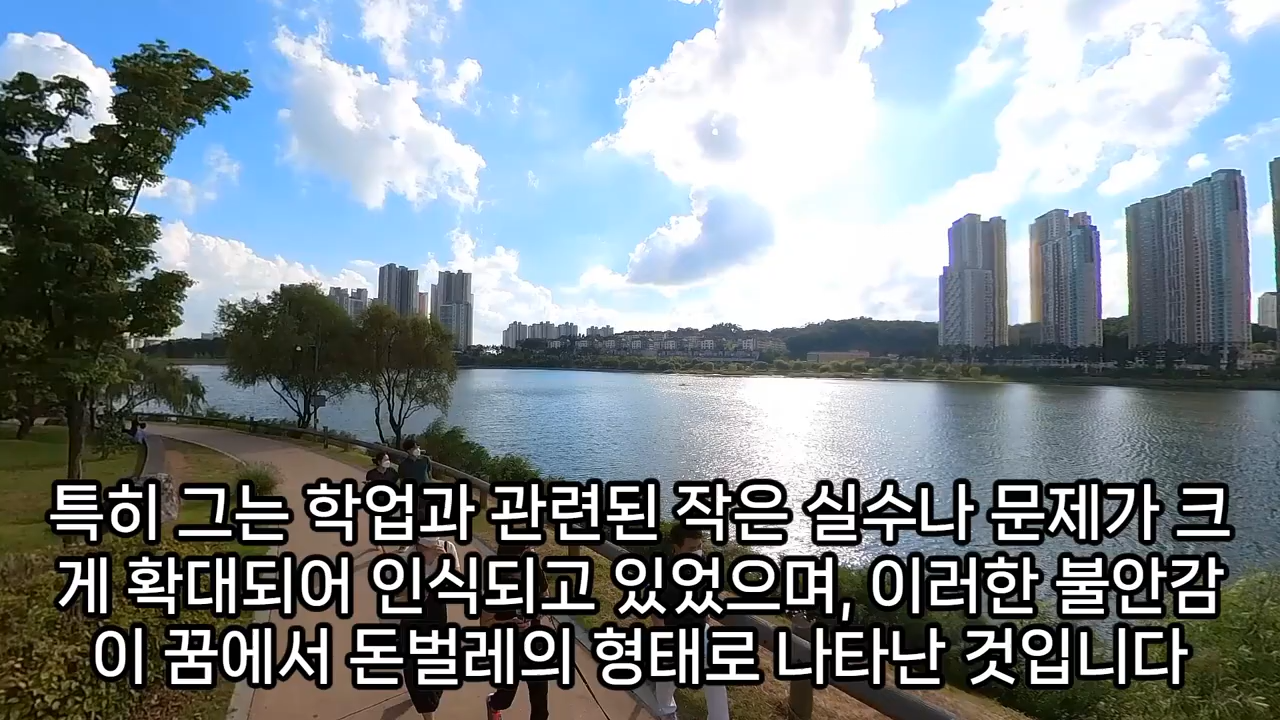 특히 그는 학업과 관련된 작은 실수나 문제가 크
게 확대되어 인식되고 있었으며, 이러한 불안감
이 꿈에서 돈벌레의 형태로 나타난 것입니다